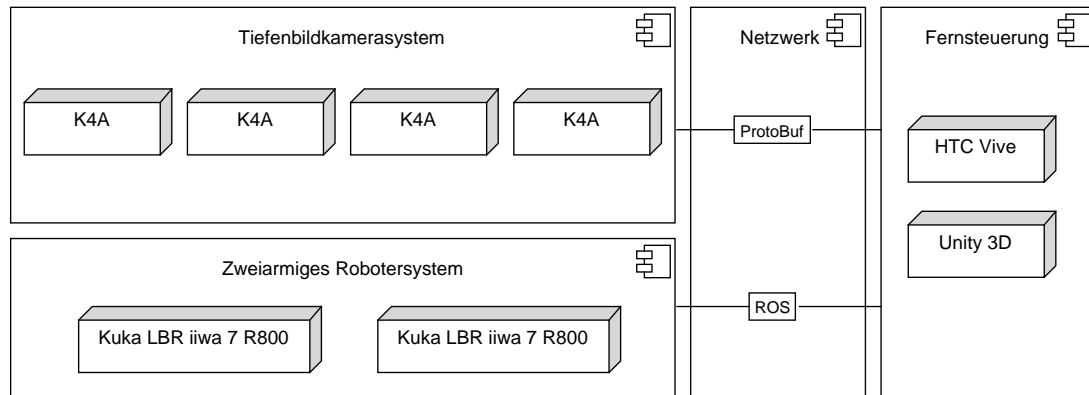 Tiefenbildkamerasystem
K4A
K4A
K4A
K4A
Zweiarmiges Robotersystem
Kuka LBR iiwa 7 R800
Kuka LBR iiwa 7 R800
Netzwerk
ProtoBuf
ROS
Fernsteuerung
HTC Vive
Unity 3D